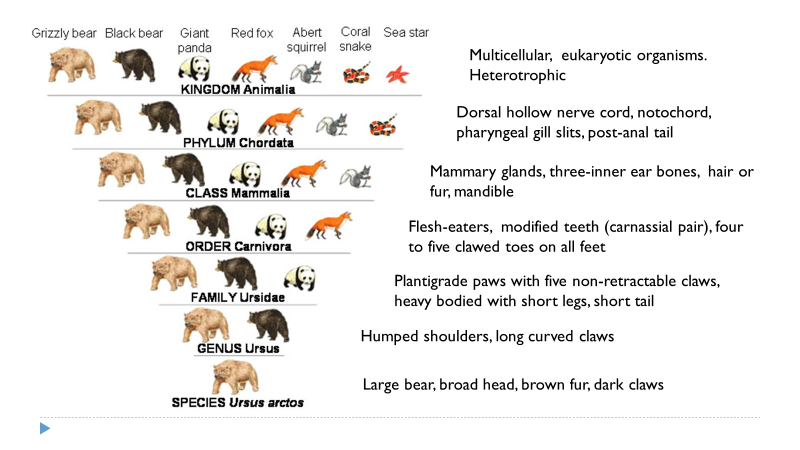 Grizzly bear Black bear Giant panda Red fox Abert squirrel Coral snake Sea star
KINGDOM Animalia
Multicellular, eukaryotic organisms.
Heterotrophic
PHYLUM Chordata
Dorsal hollow nerve cord, notochord,
pharyngeal gill slits, post-anal tail
CLASS Mammalia
Mammary glands, three-inner ear bones, hair or
fur, mandible
ORDER Carnivora
Flesh-eaters, modified teeth (carnassial pair), four
to five clawed toes on all feet
FAMILY Ursidae
Plantigrade paws with five non-retractable claws,
heavy bodied with short legs, short tail
GENUS Ursus
Humped shoulders, long curved claws
SPECIES Ursus arctos
Large bear, broad head, brown fur, dark claws